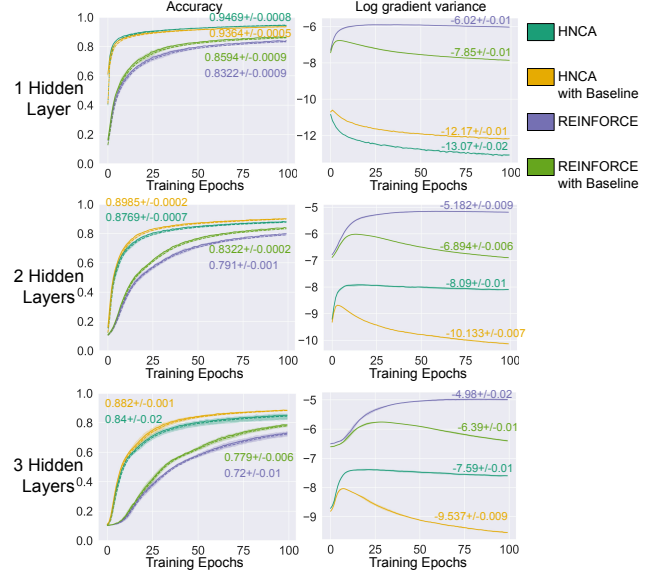 Accuracy
Log gradient variance
1 Hidden
Layer
1.0
0.8
0.6
0.4
0.2
0.0
0.9469+/-0.0008
0.9364+/-0.0005
0.8594+/-0.0009
0.8322+/-0.0009
0 25 50 75 100
Training Epochs
−6
−8
−10
−12
-6.02+/-0.01
-7.85+/-0.01
-12.17+/-0.01
-13.07+/-0.02
0 25 50 75 100
Training Epochs
HNCA
HNCA
with Baseline
REINFORCE
REINFORCE
with Baseline
2 Hidden
Layers
1.0
0.8
0.6
0.4
0.2
0.0
0.8985+/-0.0002
0.8769+/-0.0007
0.8322+/-0.0002
0.791+/-0.001
0 25 50 75 100
Training Epochs
−5
−6
−7
−8
−9
−10
-5.182+/-0.009
-6.894+/-0.006
-8.09+/-0.01
-10.133+/-0.007
0 25 50 75 100
Training Epochs
3 Hidden
Layers
1.0
0.8
0.6
0.4
0.2
0.0
0.882+/-0.001
0.84+/-0.02
0.779+/-0.006
0.72+/-0.01
0 25 50 75 100
Training Epochs
−5
−6
−7
−8
−9
-4.98+/-0.02
-6.39+/-0.01
-7.59+/-0.01
-9.537+/-0.009
0 25 50 75 100
Training Epochs